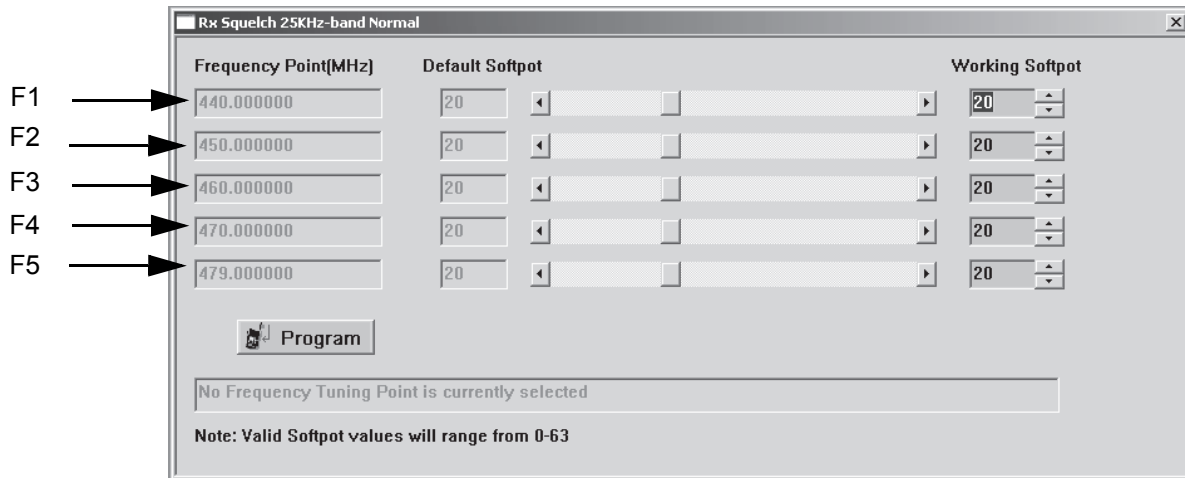 Rx Squelch 25KHz-band Normal
Frequency Point(MHz) Default Softpot Working Softpot
F1 440.000000 20 20
F2 450.000000 20 20
F3 460.000000 20 20
F4 470.000000 20 20
F5 479.000000 20 20
Program
No Frequency Tuning Point is currently selected
Note: Valid Softpot values will range from 0-63